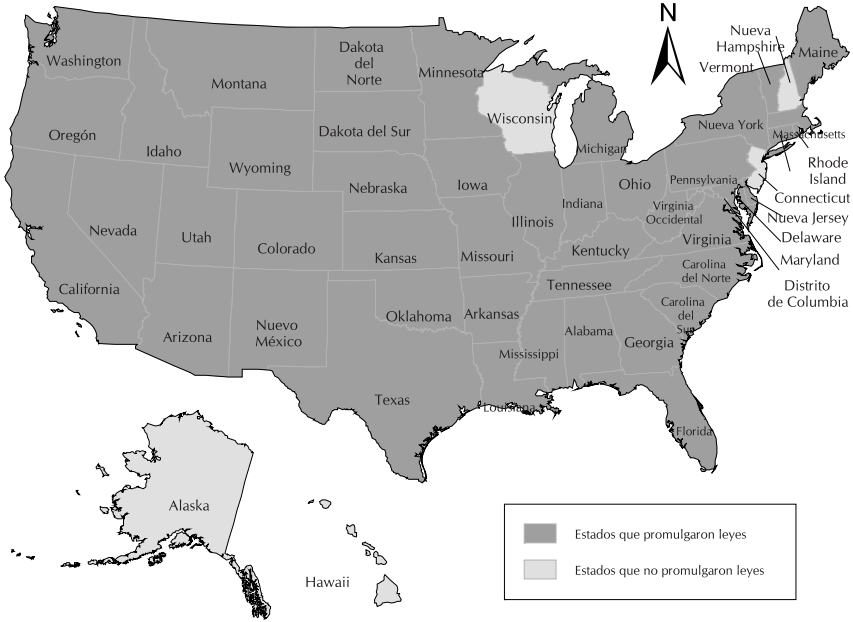 N
Nueva
Hampshire
Maine
Vermont
Washington
Montana
Dakota
del
Norte
Minnesota
Wisconsin
Michigan
Nueva York
Massachusetts
Rhode
Island
Connecticut
Nueva Jersey
Delaware
Maryland
Distrito
de Columbia
Oregón
Idaho
Wyoming
Dakota del Sur
Nebraska
Iowa
Illinois
Indiana
Ohio
Pennsylvania
Virginia
Occidental
Virginia
Nevada
Utah
Colorado
Kansas
Missouri
Kentucky
Carolina
del Norte
Tennessee
Carolina
del
Sur
California
Arizona
Nuevo
México
Oklahoma
Arkansas
Mississippi
Alabama
Georgia
Texas
Louisiana
Florida
Alaska
Hawaii
Estados que promulgaron leyes
Estados que no promulgaron leyes